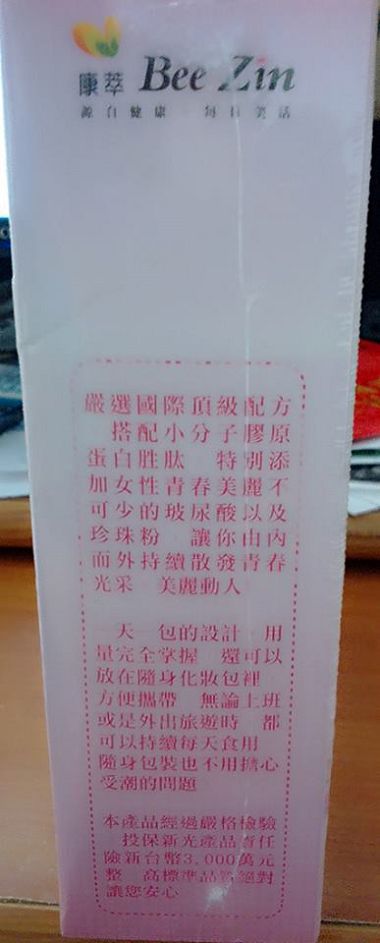 康萃 Bee Zin
源自健康 每日美活
嚴選國際頂級配方
搭配小分子膠原
蛋白胜肽 特別添
加女性青春美麗不
可少的玻尿酸以及
珍珠粉 讓你由內
而外持續散發青春
光采 美麗動人
一天一包的設計 用
量完全掌握 還可以
放在隨身化妝包裡
方便攜帶 無論上班
或是外出旅遊時 都
可以持續每天食用
隨身包裝也不用擔心
受潮的問題
本產品經過嚴格檢驗
投保新光產品責任
險新台幣3,000萬元
整 高標準品質絕對
讓您安心